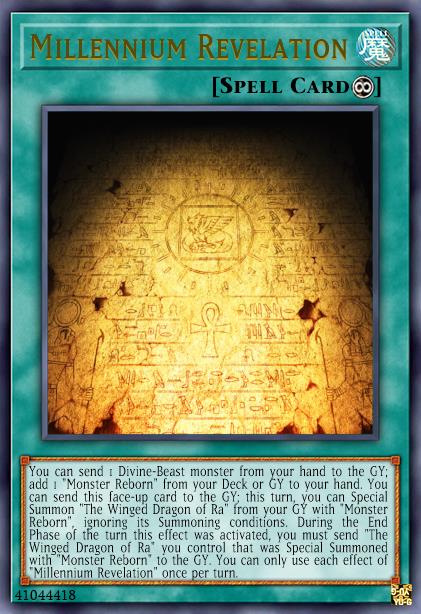 MILLENNIUM REVELATION
魔
[SPELL CARD]
You can send 1 Divine-Beast monster from your hand to the GY;
add 1 "Monster Reborn" from your Deck or GY to your hand. You
can send this face-up card to the GY; this turn, you can Special
Summon "The Winged Dragon of Ra" from your GY with "Monster
Reborn", ignoring its Summoning conditions. During the End
Phase of the turn this effect was activated, you must send "The
Winged Dragon of Ra" you control that was Special Summoned
with "Monster Reborn" to the GY. You can only use each effect of
"Millennium Revelation" once per turn.
41044418